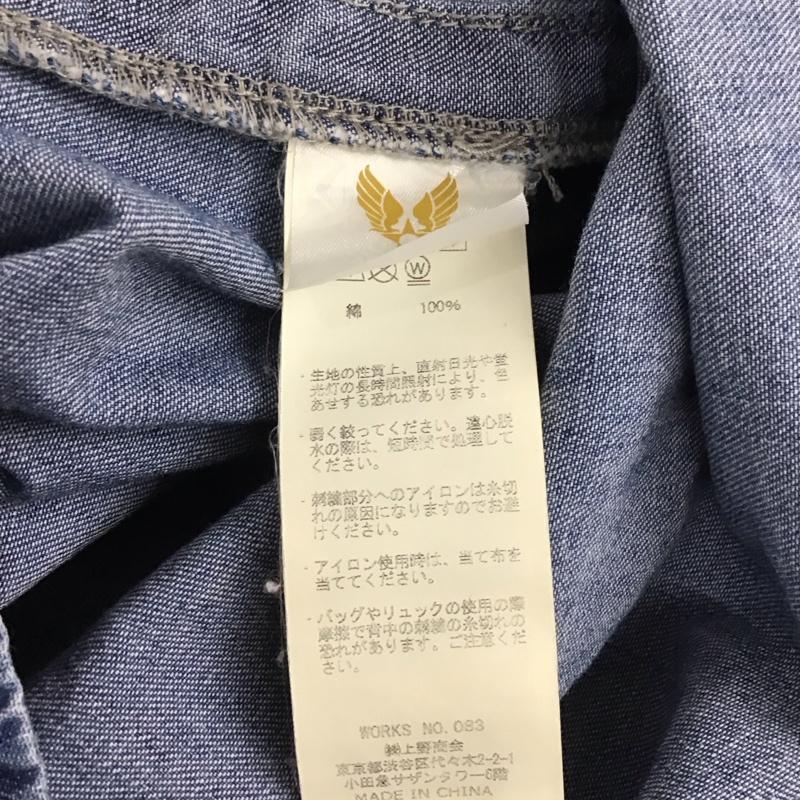 W
綿 100%
・生地の性質上、直射日光や蛍
光灯の長時間照射により、色
あせする恐れがあります。
・弱く絞ってください。遠心脱
水の際は、短時間で処理して
ください。
・刺繍部分へのアイロンは糸切
れの原因になりますのでお避
けください。
・アイロン使用時は、当て布を
当ててください。
・バッグやリュックの使用の際
摩擦で背中の刺繍の糸切れの
恐れがあります。ご注意くだ
さい。
WORKS NO.083
㈱上野商会
東京都渋谷区代々木2-2-1
小田急サザンタワー6階
MADE IN CHINA